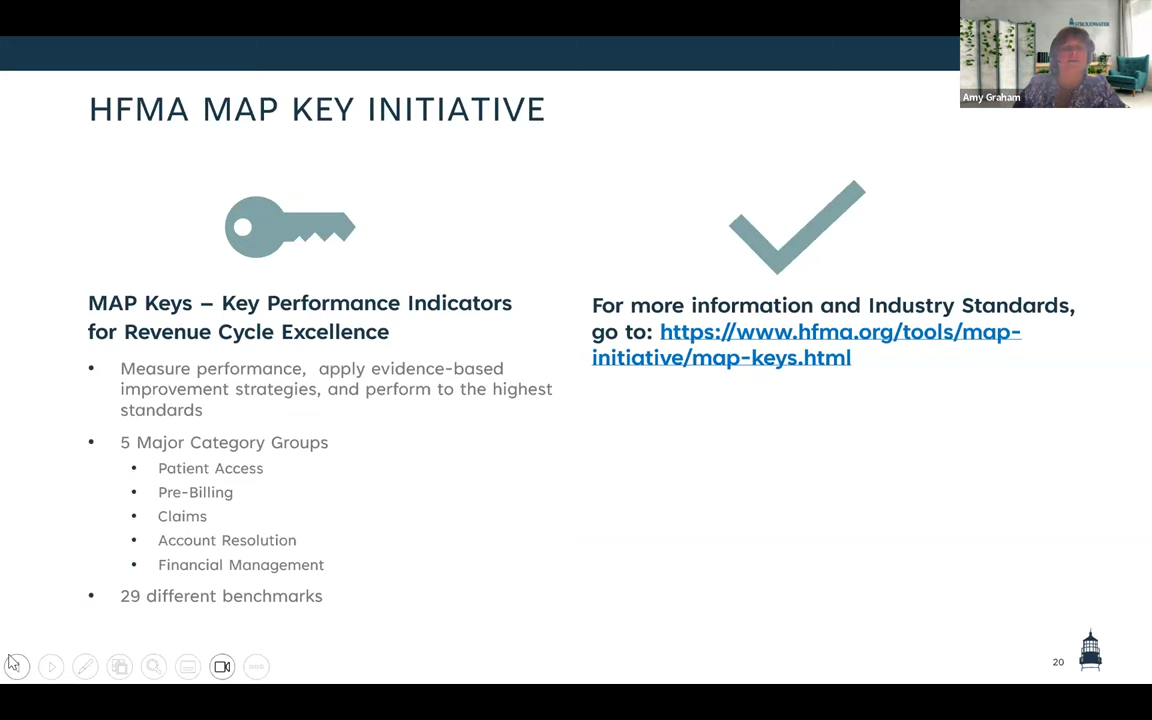 STROUDWATER
Amy Graham
HFMA MAP KEY INITIATIVE
MAP Keys – Key Performance Indicators
for Revenue Cycle Excellence
• Measure performance,  apply evidence-based
improvement strategies, and perform to the highest
standards
• 5 Major Category Groups
• Patient Access
• Pre-Billing
• Claims
• Account Resolution
• Financial Management
• 29 different benchmarks
For more information and Industry Standards,
go to: https://www.hfma.org/tools/map-
initiative/map-keys.html
20